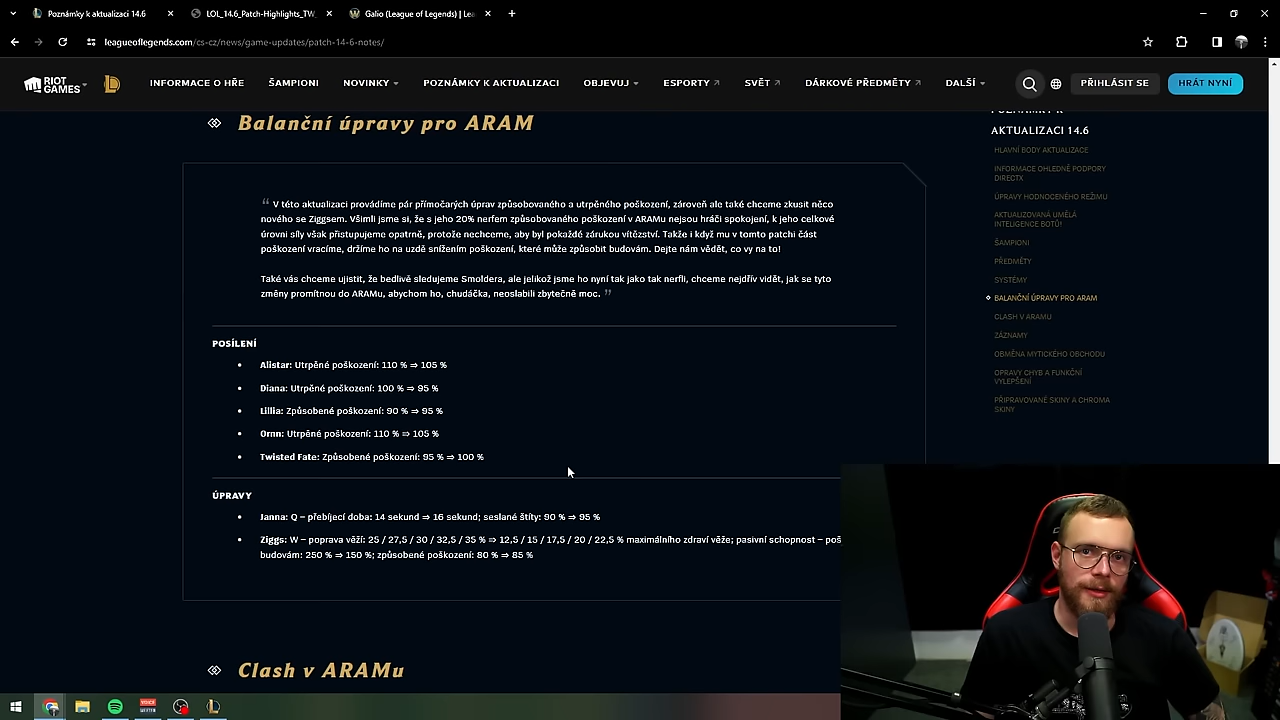 Poznámky k aktualizaci 14.6
LOL_14.6_Patch-Highlights_TW_
Galio (League of Legends) | Lea
leagueoflegends.com/cs-cz/news/game-updates/patch-14-6-notes/
RIOT GAMES
INFORMACE O HŘE
ŠAMPIONI
NOVINKY
POZNÁMKY K AKTUALIZACI
OBJEVUJ
ESPORTY
SVĚT
DÁRKOVÉ PŘEDMĚTY
DALŠÍ
PŘIHLÁSIT SE
HRÁT NYNÍ
Balanční úpravy pro ARAM
“ V této aktualizaci providíme pár přímočarých úprav způsobovaného a utrpěného poškození, zároveň ale také chceme zkusit něco
nového se Ziggsem. Všimli jsme si, že s jeho 20% nerfem způsobovaného poškození v ARAMu nejsou hráči spokojení, k jeho celkové
úrovni síly však přistupujeme opatrně, protože nechceme, aby byl pokaždé zárukou vítězství. Takže i když mu v tomto patchi část
poškození vracíme, držíme ho na uzdě snížením poškození, které může způsobit budovám. Dejte nám vědět, co vy na to!
Také vás chceme ujistit, že bedlivě sledujeme Smoldera, ale jelikož jsme ho nyní tak jako tak nerfli, chceme nejdřív vidět, jak se tyto
změny promítnou do ARAMu, abychom ho, chudáčka, neoslabili zbytečně moc. ”
POSÍLENÍ
• Alistar: Utrpěné poškození: 110 % ⇒ 105 %
• Diana: Utrpěné poškození: 100 % ⇒ 95 %
• Lillia: Způsobené poškození: 90 % ⇒ 95 %
• Ornn: Utrpěné poškození: 110 % ⇒ 105 %
• Twisted Fate: Způsobené poškození: 95 % ⇒ 100 %
ÚPRAVY
• Janna: Q – přebíjecí doba: 14 sekund ⇒ 16 sekund; seslané štíty: 90 % ⇒ 95 %
• Ziggs: W – poprava věží: 25 / 27,5 / 30 / 32,5 / 35 % ⇒ 12,5 / 15 / 17,5 / 20 / 22,5 % maximálního zdraví věže; pasivní schopnost – poš
budovám: 250 % ⇒ 150 %; způsobené poškození: 80 % ⇒ 85 %
Clash v ARAMu
POZNÁMKY K
AKTUALIZACI 14.6
HLAVNÍ BODY AKTUALIZACE
INFORMACE OHLEDNĚ PODPORY
DIRECTX
ÚPRAVY HODNOCENÉHO REŽIMU
AKTUALIZOVANÁ UMĚLÁ
INTELIGENCE BOTŮ!
ŠAMPIONI
PŘEDMĚTY
SYSTÉMY
BALANČNÍ ÚPRAVY PRO ARAM
CLASH V ARAMU
ZÁZNAMY
OBMĚNA MYTICKÉHO OBCHODU
OPRAVY CHYB A FUNKČNÍ
VYLEPŠENÍ
PŘIPRAVOVANÉ SKINY A CHROMA
SKINY